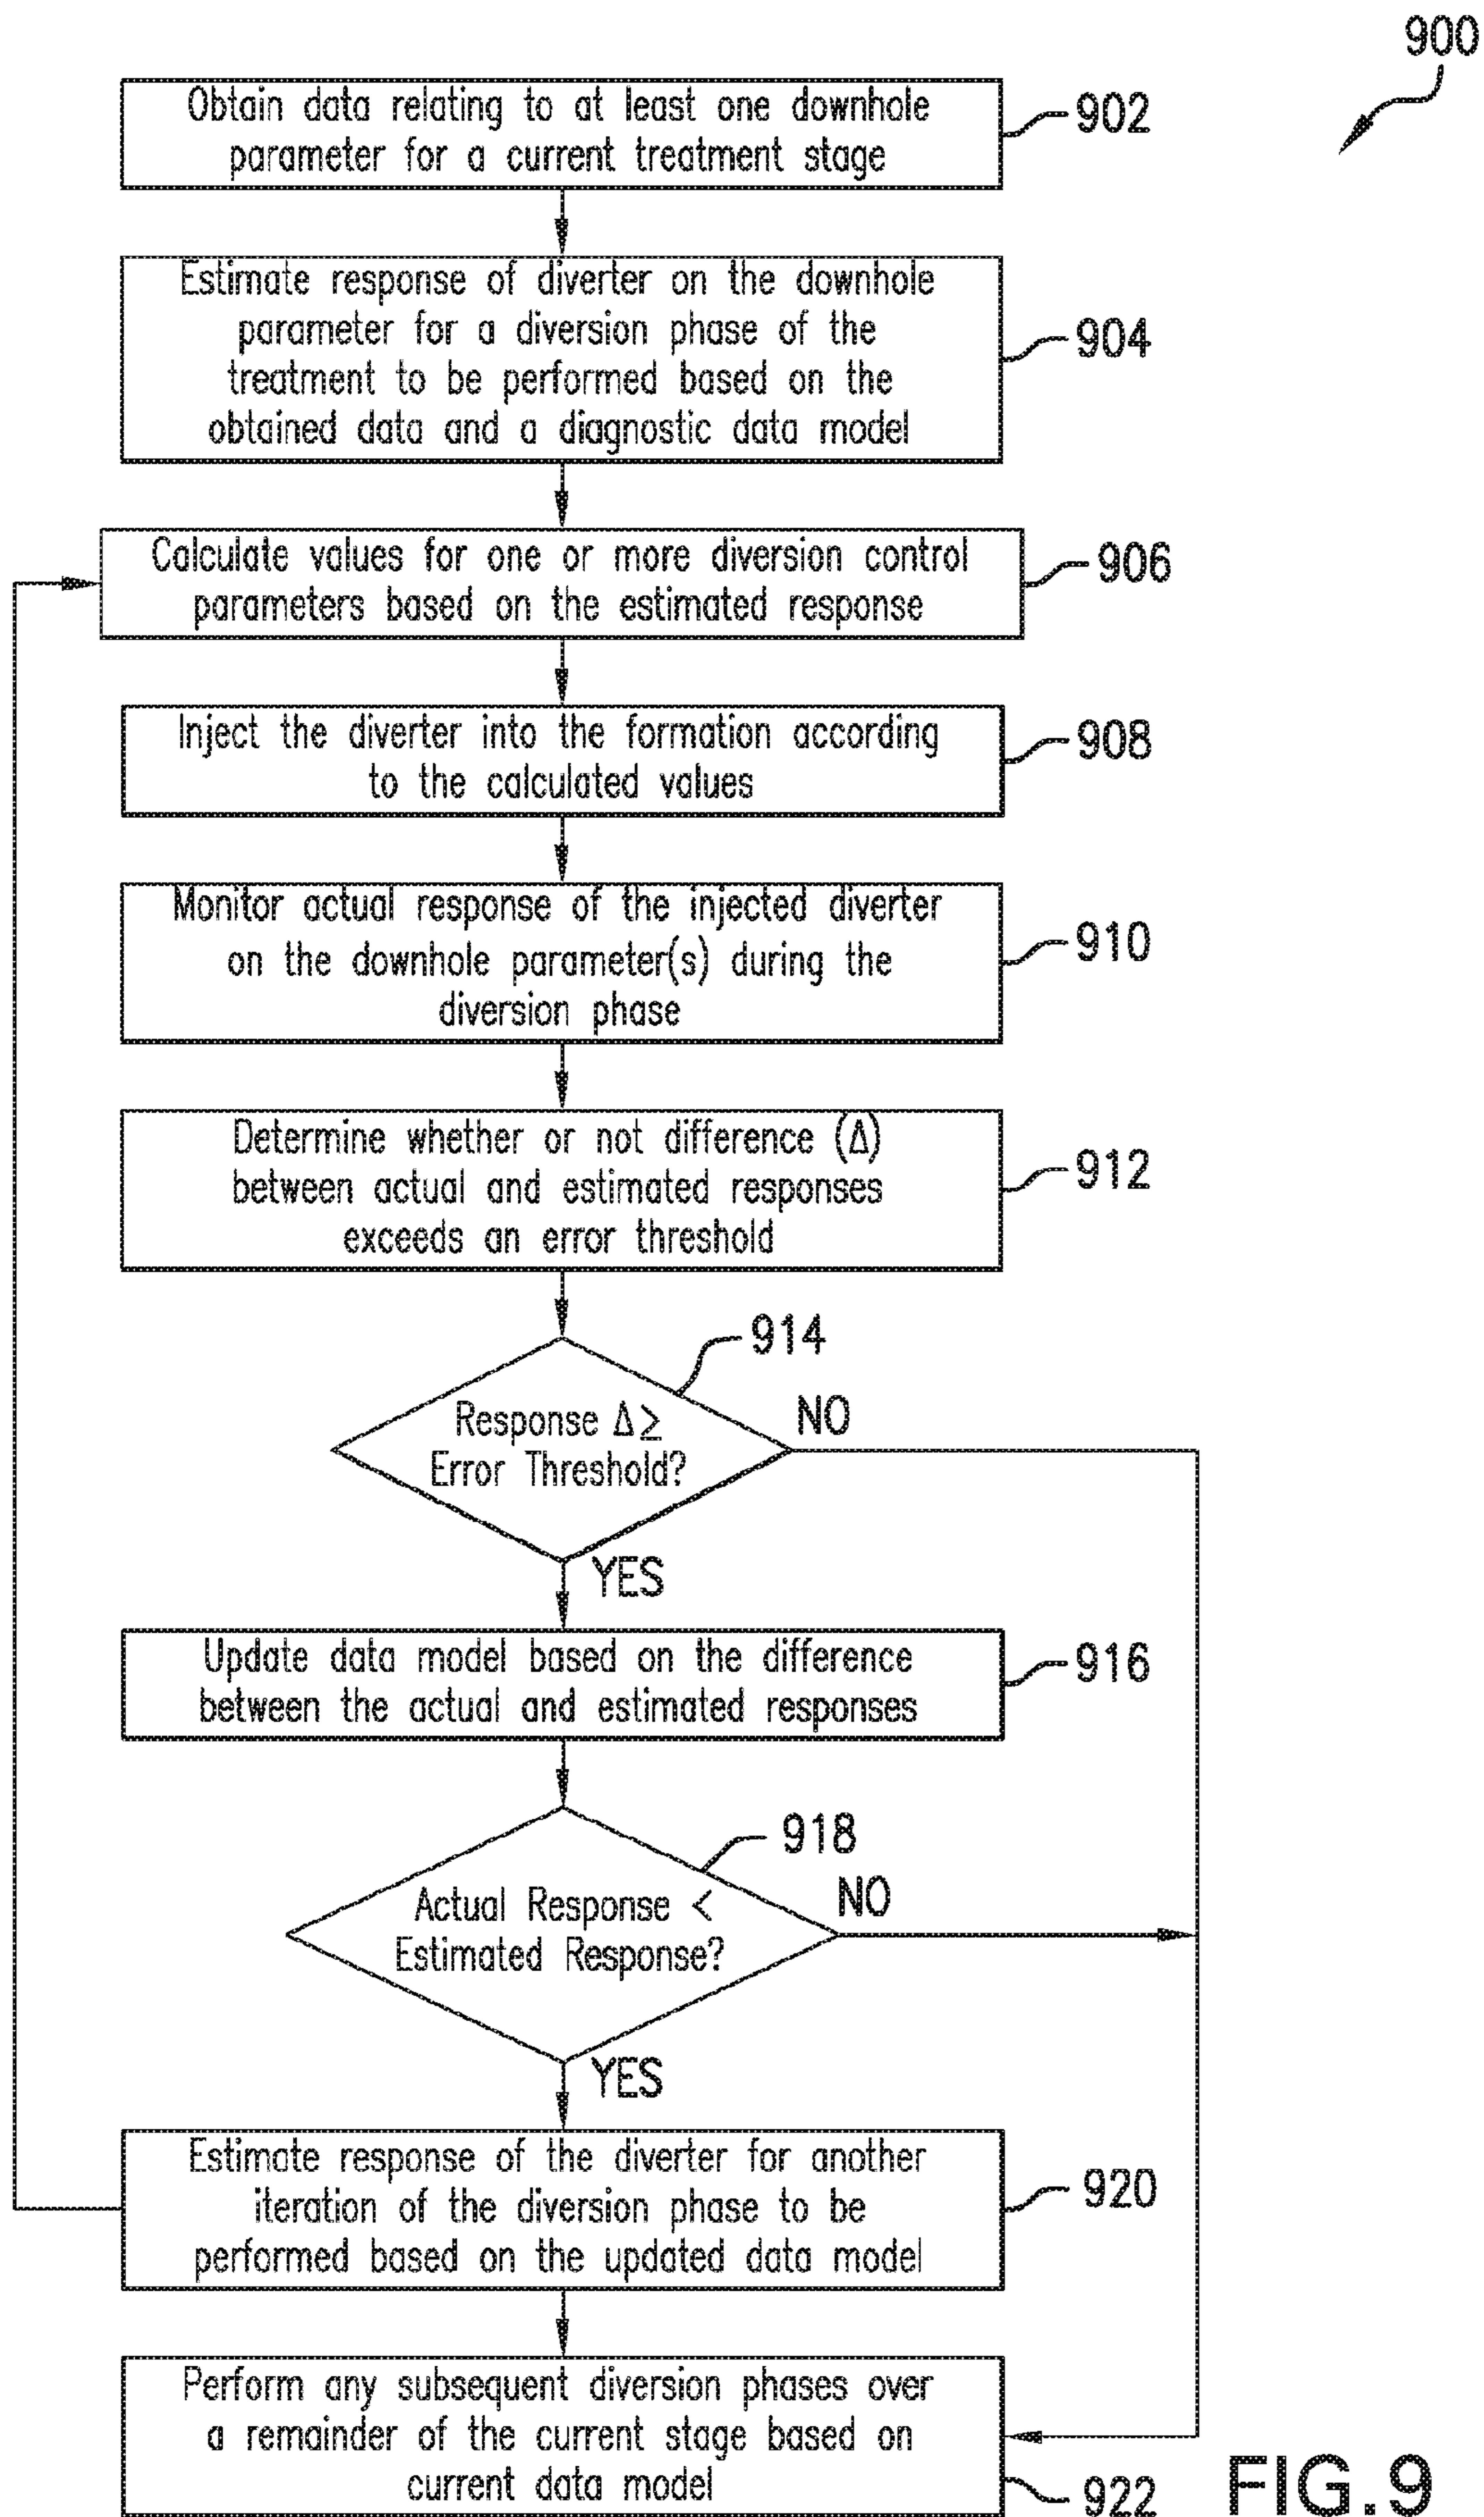 900
Obtain data relating to at least one downhole
parameter for a current treatment stage
902
Estimate response of diverter on the downhole
parameter for a diversion phase of the
treatment to be performed based on the
obtained data and a diagnostic data model
904
Calculate values for one or more diversion control
parameters based on the estimated response
906
Inject the diverter into the formation according
to the calculated values
908
Monitor actual response of the injected diverter
on the downhole parameter(s) during the
diversion phase
910
Determine whether or not difference (Δ)
between actual and estimated responses
exceeds an error threshold
912
914
Response Δ≥
Error Threshold?
NO
YES
Update data model based on the difference
between the actual and estimated responses
916
918
Actual Response <
Estimated Response?
NO
YES
Estimate response of the diverter for another
iteration of the diversion phase to be
performed based on the updated data model
920
Perform any subsequent diversion phases over
a remainder of the current stage based on
current data model
922
FIG.9